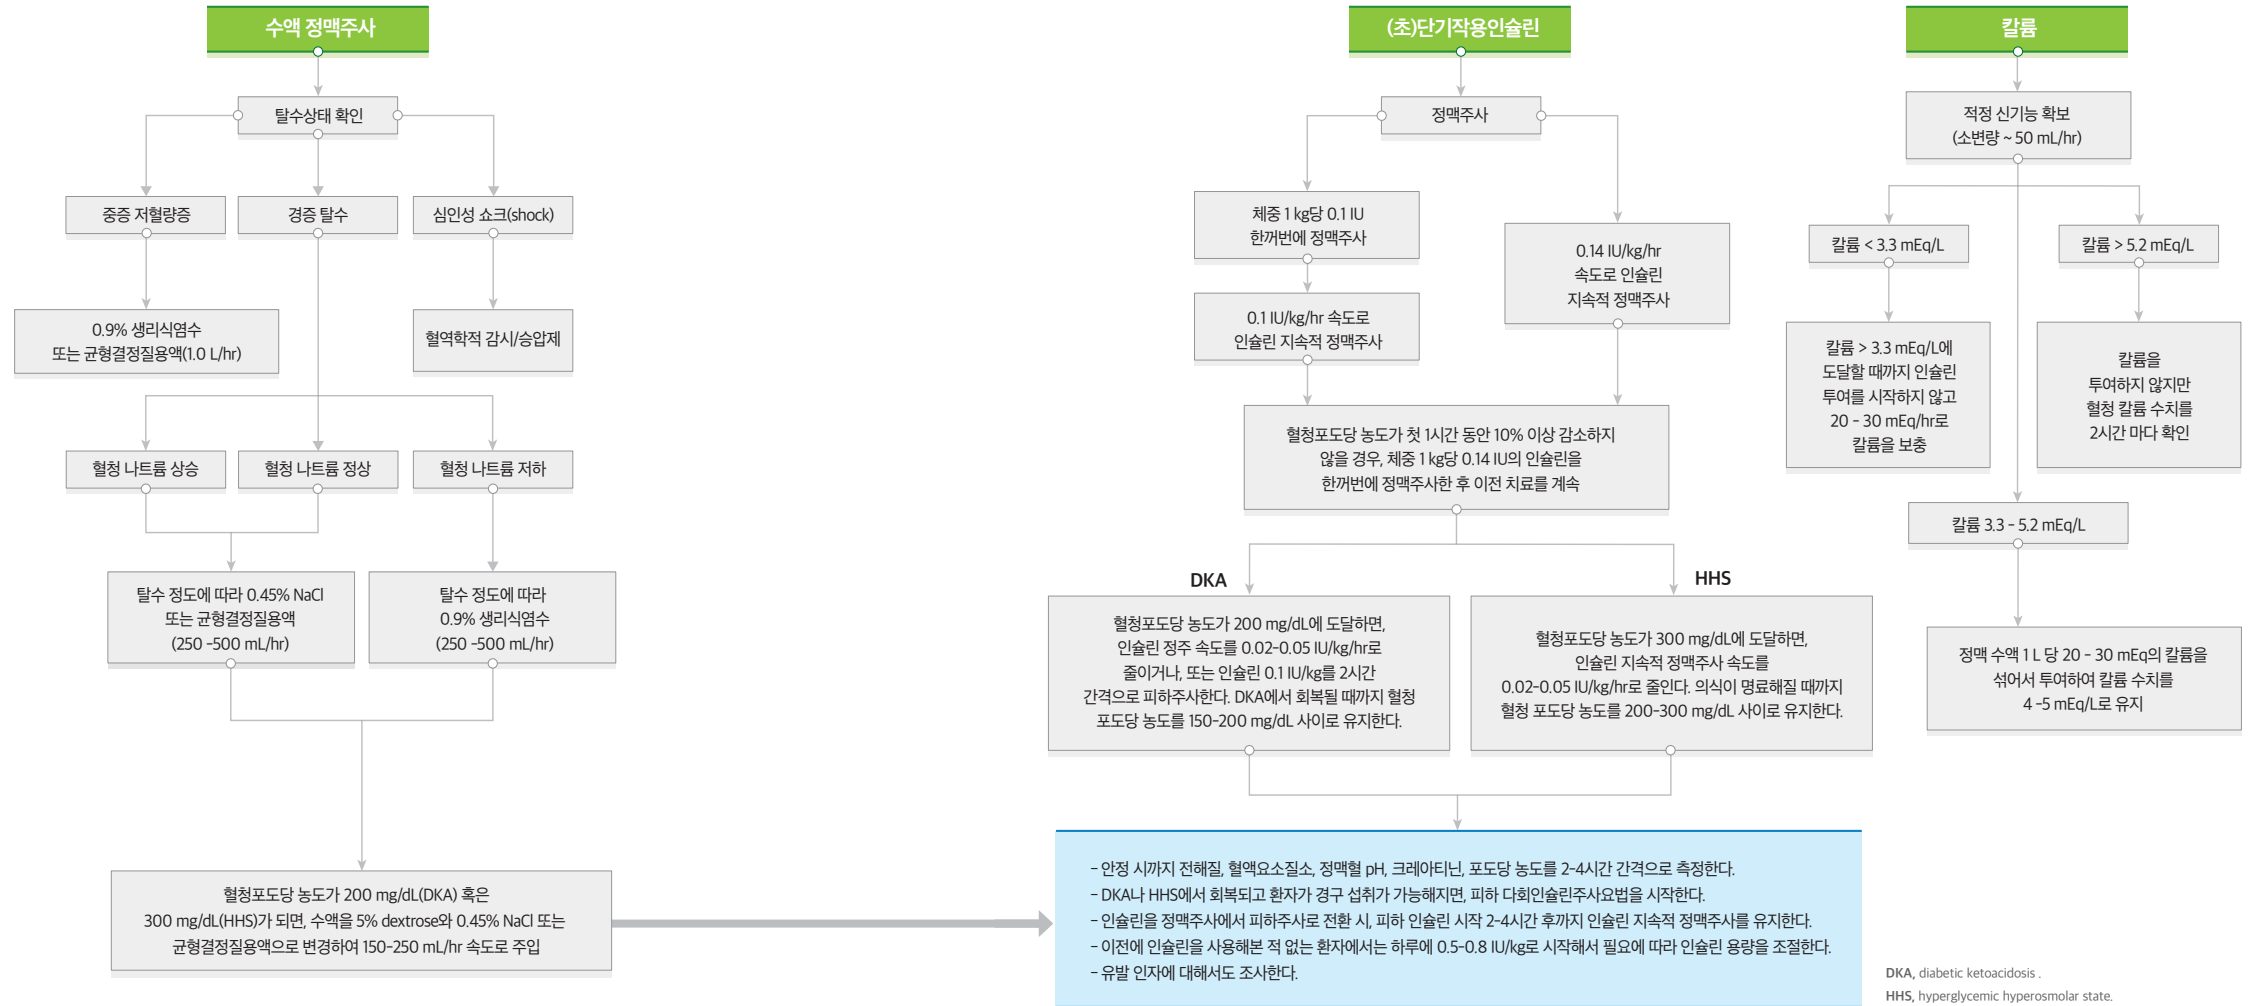 수액 정맥주사
탈수상태 확인
중증 저혈량증
경증 탈수
심인성 쇼크(shock)
0.9% 생리식염수
또는 균형결정질용액(1.0 L/hr)
혈역학적 감시/승압제
혈청 나트륨 상승
혈청 나트륨 정상
혈청 나트륨 저하
탈수 정도에 따라 0.45% NaCl
또는 균형결정질용액
(250 -500 mL/hr)
탈수 정도에 따라
0.9% 생리식염수
(250 -500 mL/hr)
혈청포도당 농도가 200 mg/dL(DKA) 혹은
300 mg/dL(HHS)가 되면, 수액을 5% dextrose와 0.45% NaCl 또는
균형결정질용액으로 변경하여 150-250 mL/hr 속도로 주입
(초)단기작용인슐린
정맥주사
체중 1 kg당 0.1 IU
한꺼번에 정맥주사
0.1 IU/kg/hr 속도로
인슐린 지속적 정맥주사
0.14 IU/kg/hr
속도로 인슐린
지속적 정맥주사
혈청포도당 농도가 첫 1시간 동안 10% 이상 감소하지
않을 경우, 체중 1 kg당 0.14 IU의 인슐린을
한꺼번에 정맥주사한 후 이전 치료를 계속
DKA
혈청포도당 농도가 200 mg/dL에 도달하면,
인슐린 정주 속도를 0.02-0.05 IU/kg/hr로
줄이거나, 또는 인슐린 0.1 IU/kg를 2시간
간격으로 피하주사한다. DKA에서 회복될 때까지 혈청
포도당 농도를 150-200 mg/dL 사이로 유지한다.
HHS
혈청포도당 농도가 300 mg/dL에 도달하면,
인슐린 지속적 정맥주사 속도를
0.02-0.05 IU/kg/hr로 줄인다. 의식이 명료해질 때까지
혈청 포도당 농도를 200-300 mg/dL 사이로 유지한다.
- 안정 시까지 전해질, 혈액요소질소, 정맥혈 pH, 크레아티닌, 포도당 농도를 2-4시간 간격으로 측정한다.
- DKA나 HHS에서 회복되고 환자가 경구 섭취가 가능해지면, 피하 다회인슐린주사요법을 시작한다.
- 인슐린을 정맥주사에서 피하주사로 전환 시, 피하 인슐린 시작 2-4시간 후까지 인슐린 지속적 정맥주사를 유지한다.
- 이전에 인슐린을 사용해본 적 없는 환자에서는 하루에 0.5-0.8 IU/kg로 시작해서 필요에 따라 인슐린 용량을 조절한다.
- 유발 인자에 대해서도 조사한다.
칼륨
적정 신기능 확보
(소변량 ~ 50 mL/hr)
칼륨 < 3.3 mEq/L
칼륨 > 5.2 mEq/L
칼륨 > 3.3 mEq/L에
도달할 때까지 인슐린
투여를 시작하지 않고
20 - 30 mEq/hr로
칼륨을 보충
칼륨을
투여하지 않지만
혈청 칼륨 수치를
2시간 마다 확인
칼륨 3.3 - 5.2 mEq/L
정맥 수액 1 L 당 20 - 30 mEq의 칼륨을
섞어서 투여하여 칼륨 수치를
4 -5 mEq/L로 유지
DKA, diabetic ketoacidosis .
HHS, hyperglycemic hyperosmolar state.